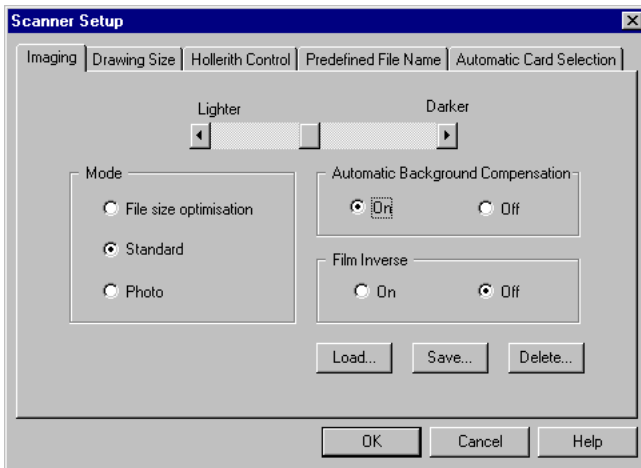 Scanner Setup
Imaging Drawing Size Hollerith Control Predefined File Name Automatic Card Selection
Lighter Darker
Mode Automatic Background Compensation
File size optimisation On Off
Standard Film Inverse
Photo On Off
Load... Save... Delete...
OK Cancel Help